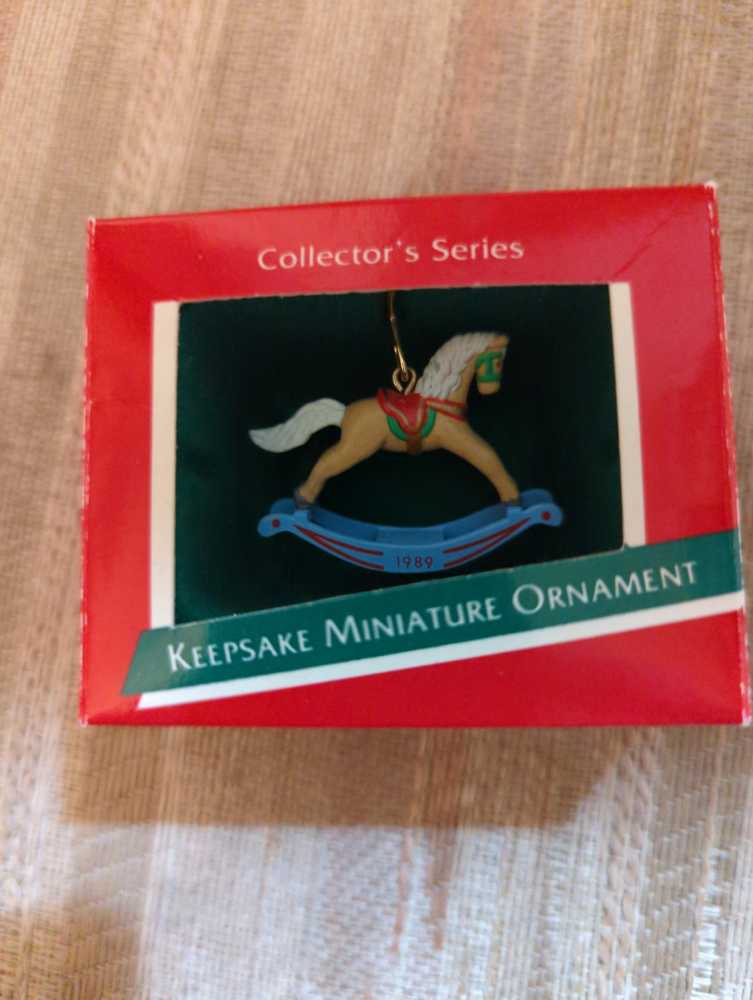 Collector's Series
1989
KEEPSAKE MINIATURE ORNAMENT